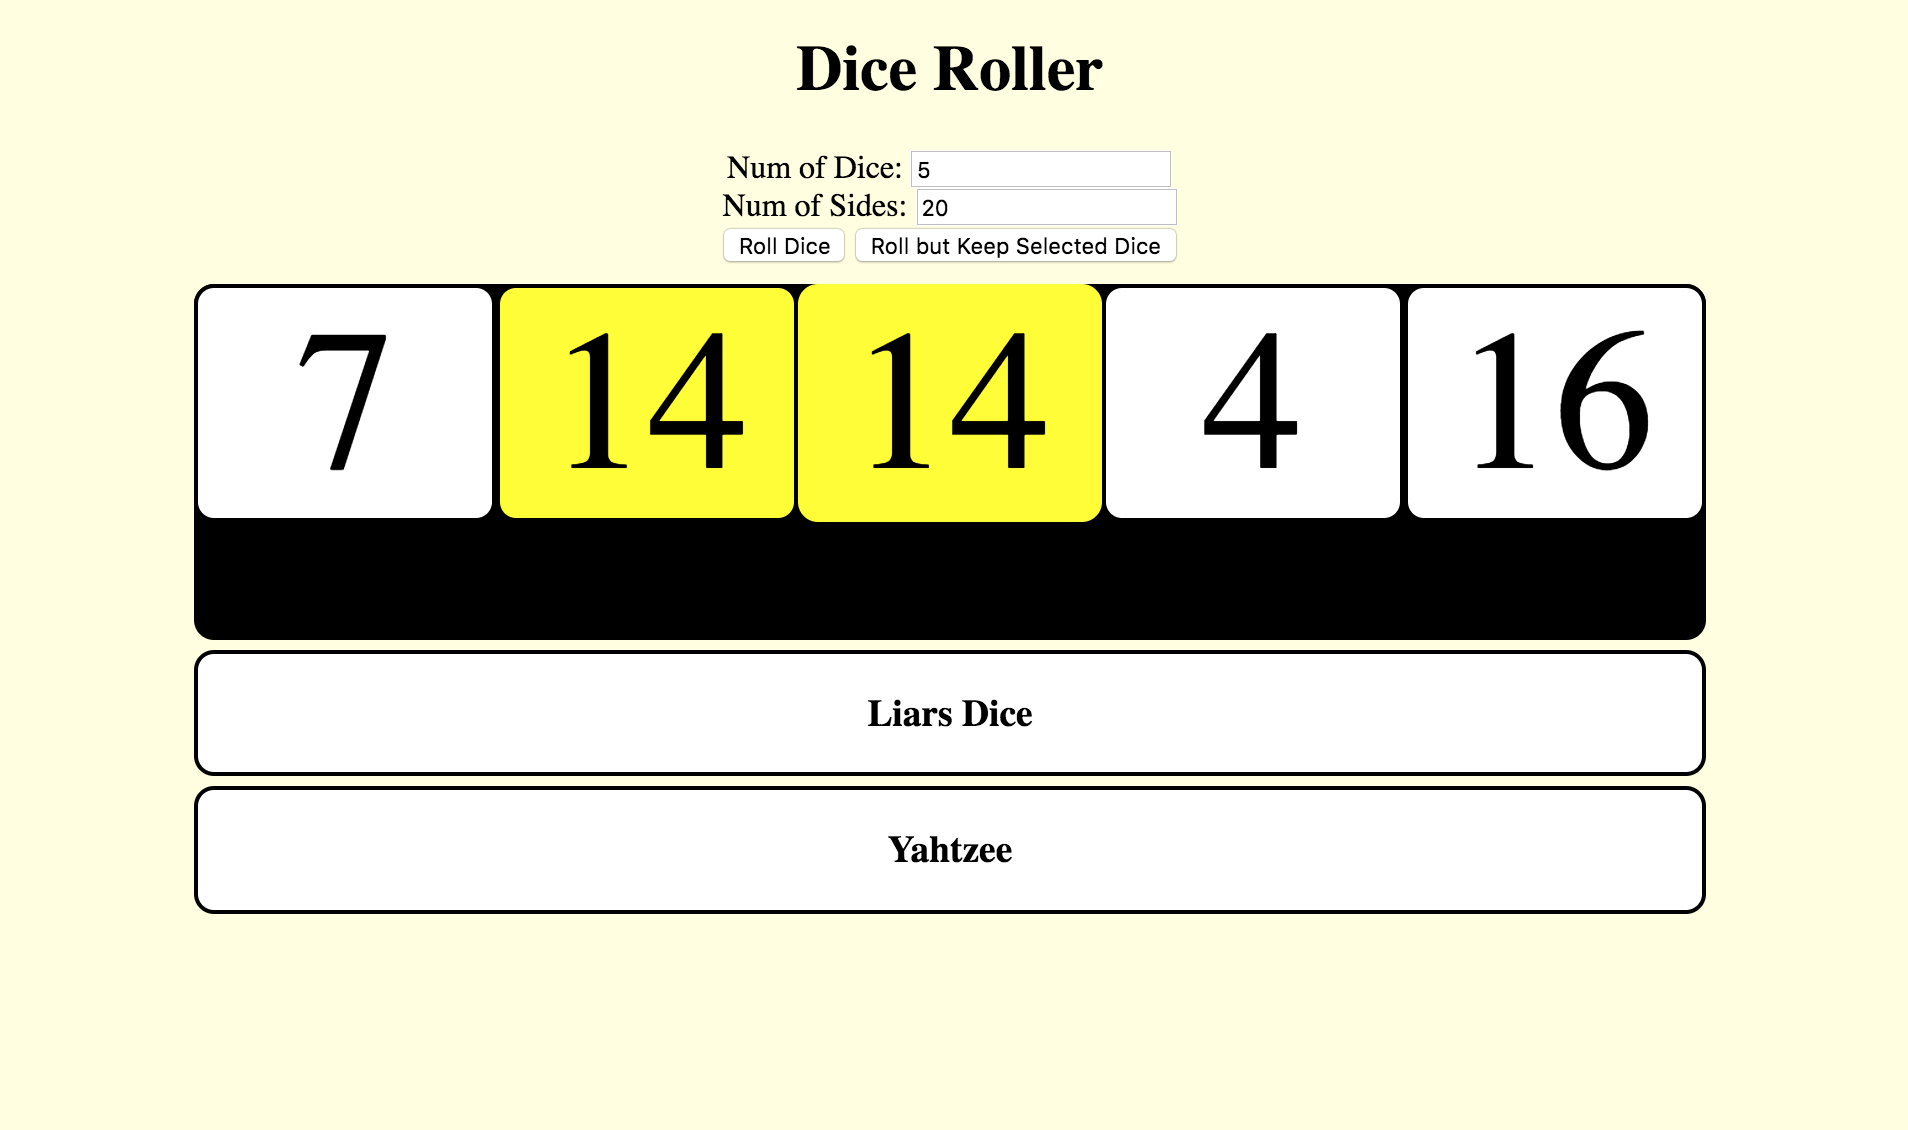 Dice Roller
Num of Dice: 5
Num of Sides: 20
Roll Dice Roll but Keep Selected Dice
7 14 14 4 16
Liars Dice
Yahtzee